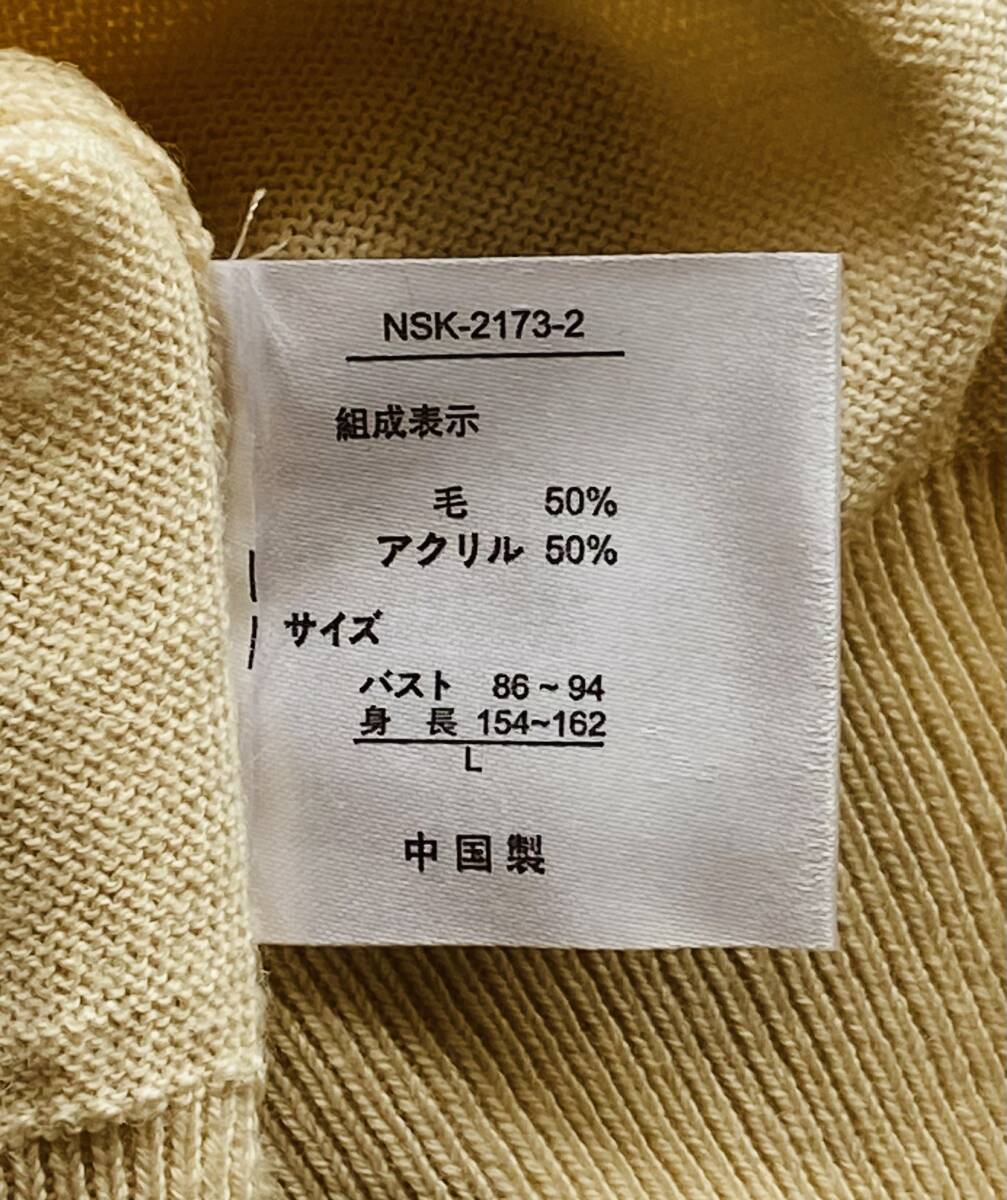 NSK-2173-2
組成表示
毛 50%
アクリル 50%
サイズ
バスト 86~94
身長 154~162
L
中国製